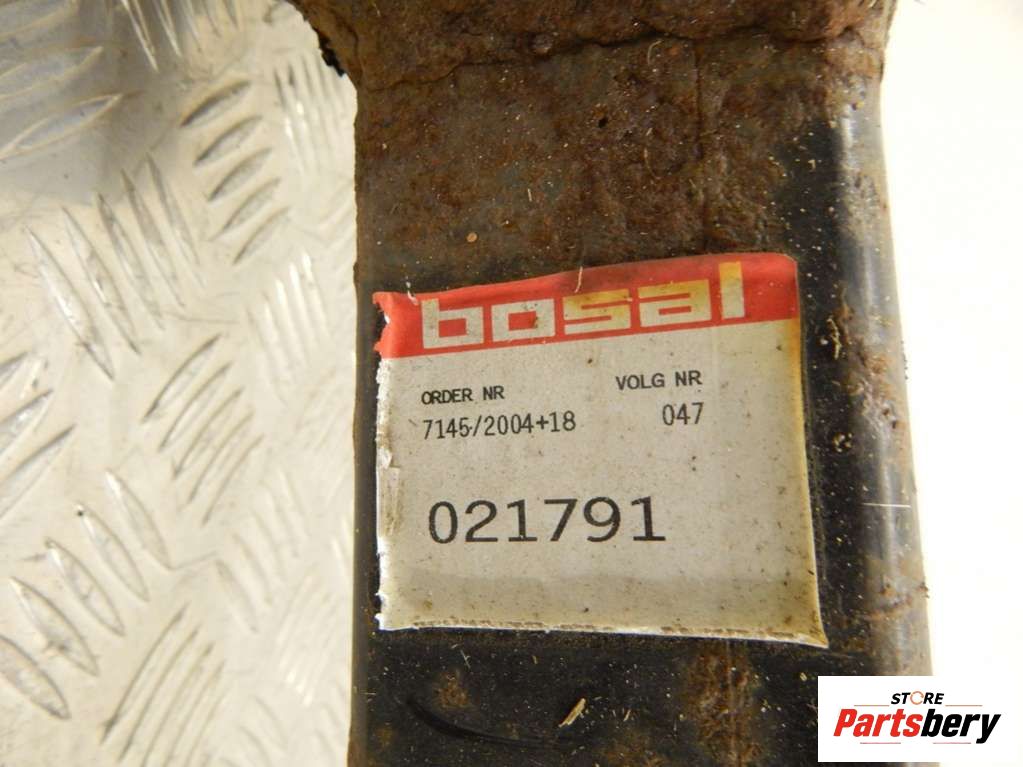 bosal
ORDER NR VOLG NR
7145/2004+18 047
021791
STORE
Partsbery